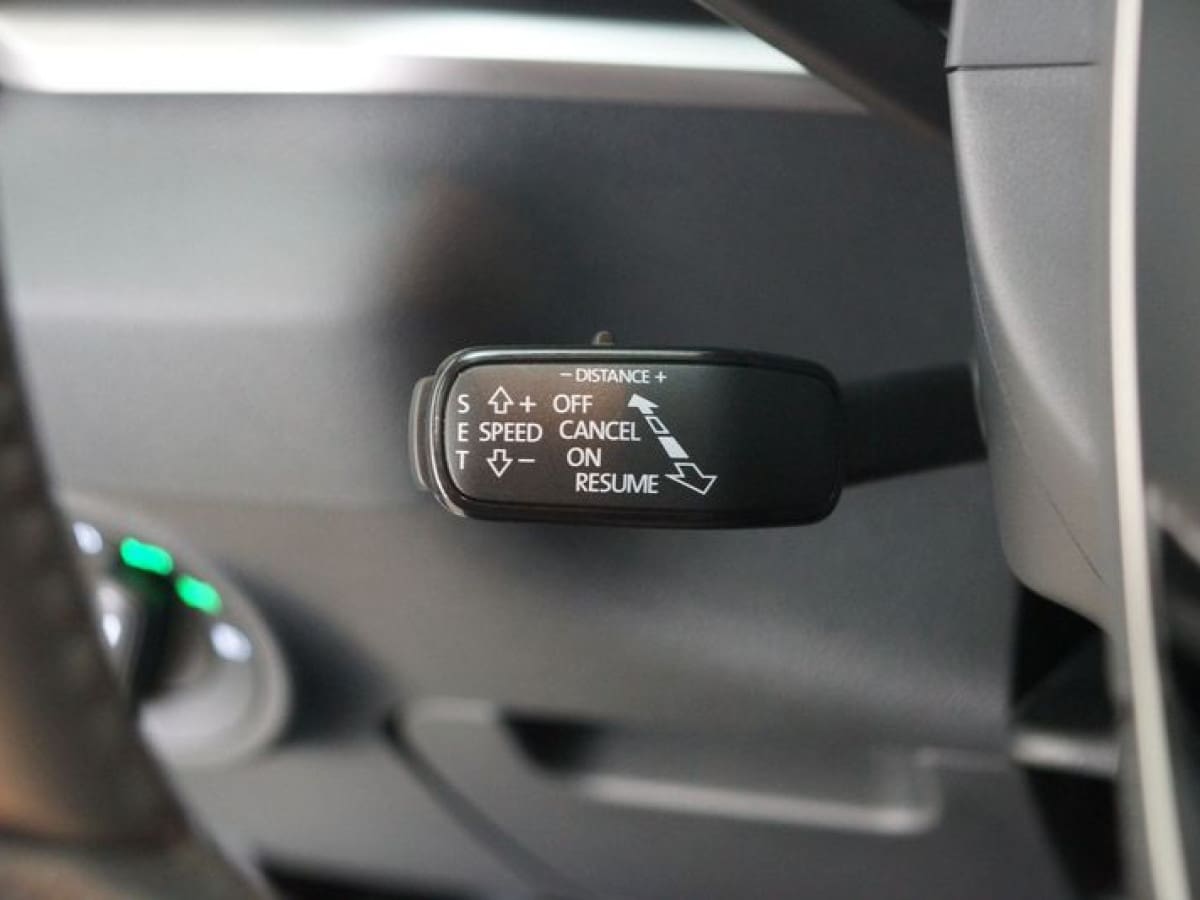 − DISTANCE +
S + OFF
E SPEED CANCEL
T − ON
RESUME